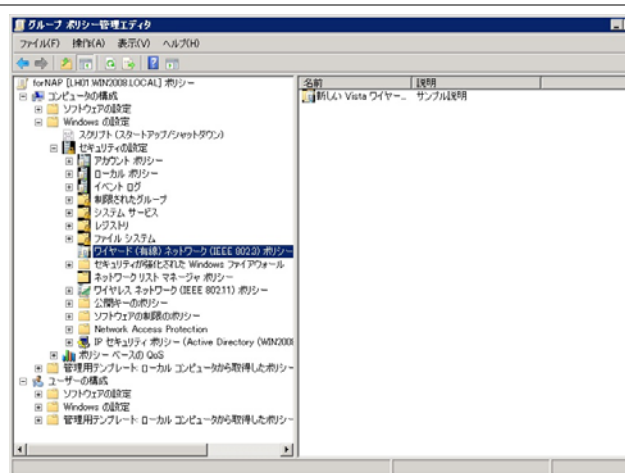 グループ ポリシー管理エディタ
ファイル(F) 操作(A) 表示(V) ヘルプ(H)
forNAP [LH01.WIN2008.LOCAL] ポリシー
コンピュータの構成
ソフトウェアの設定
Windows の設定
スクリプト (スタートアップ/シャットダウン)
セキュリティの設定
アカウント ポリシー
ローカル ポリシー
イベント ログ
制限されたグループ
システム サービス
レジストリ
ファイル システム
ワイヤード (有線) ネットワーク (IEEE 802.3) ポリシー
セキュリティが強化された Windows ファイアウォール
ネットワーク リスト マネージャ ポリシー
ワイヤレス ネットワーク (IEEE 802.11) ポリシー
公開キーのポリシー
ソフトウェアの制限のポリシー
Network Access Protection
IP セキュリティ ポリシー (Active Directory (WIN2008
ポリシー ベースの QoS
管理用テンプレート: ローカル コンピュータから取得したポリシー
ユーザーの構成
ソフトウェアの設定
Windows の設定
管理用テンプレート: ローカル コンピュータから取得したポリシー
名前 説明
新しい Vista ワイヤー... サンプル説明